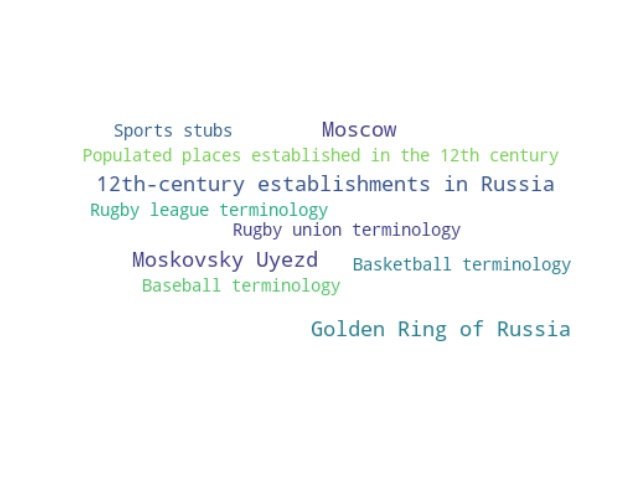 Sports stubs
Moscow
Populated places established in the 12th century
12th-century establishments in Russia
Rugby league terminology
Rugby union terminology
Moskovsky Uyezd
Basketball terminology
Baseball terminology
Golden Ring of Russia